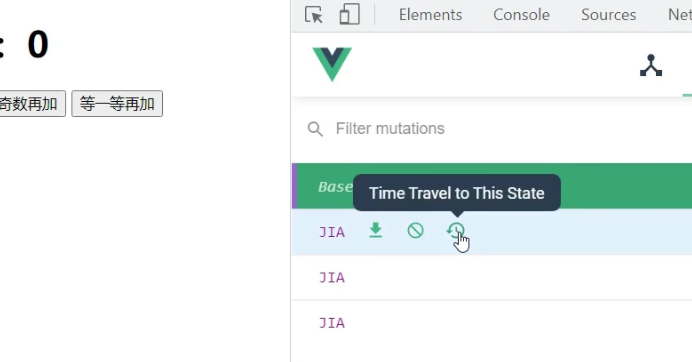 : 0
奇数再加 等一等再加
Elements Console Sources Net
Filter mutations
Base
Time Travel to This State
JIA
JIA
JIA